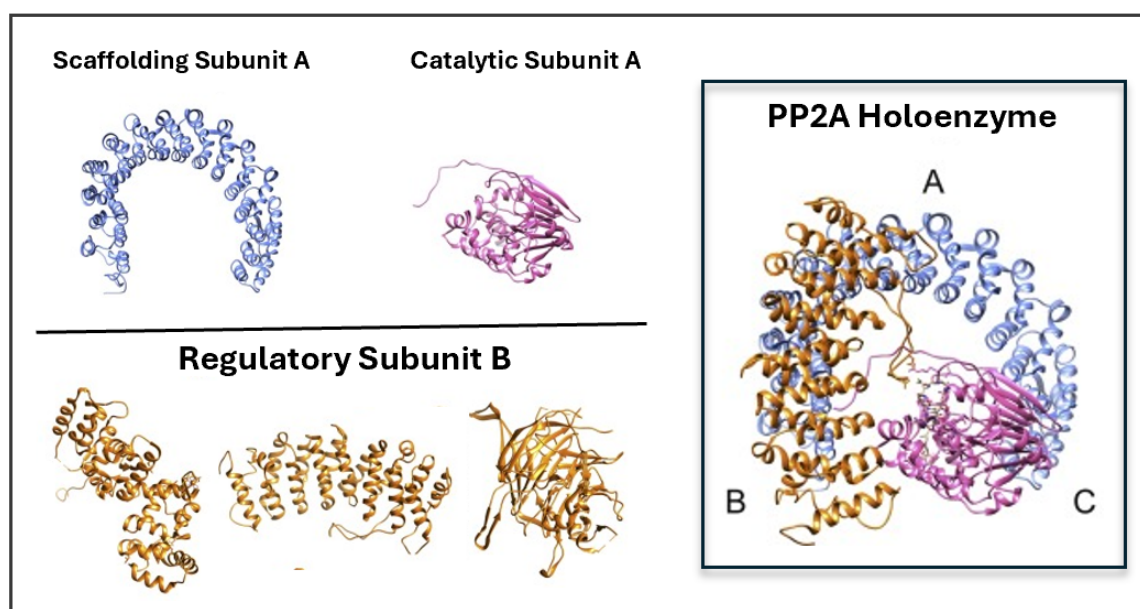 Scaffolding Subunit A
Catalytic Subunit A
PP2A Holoenzyme
A
Regulatory Subunit B
B
C